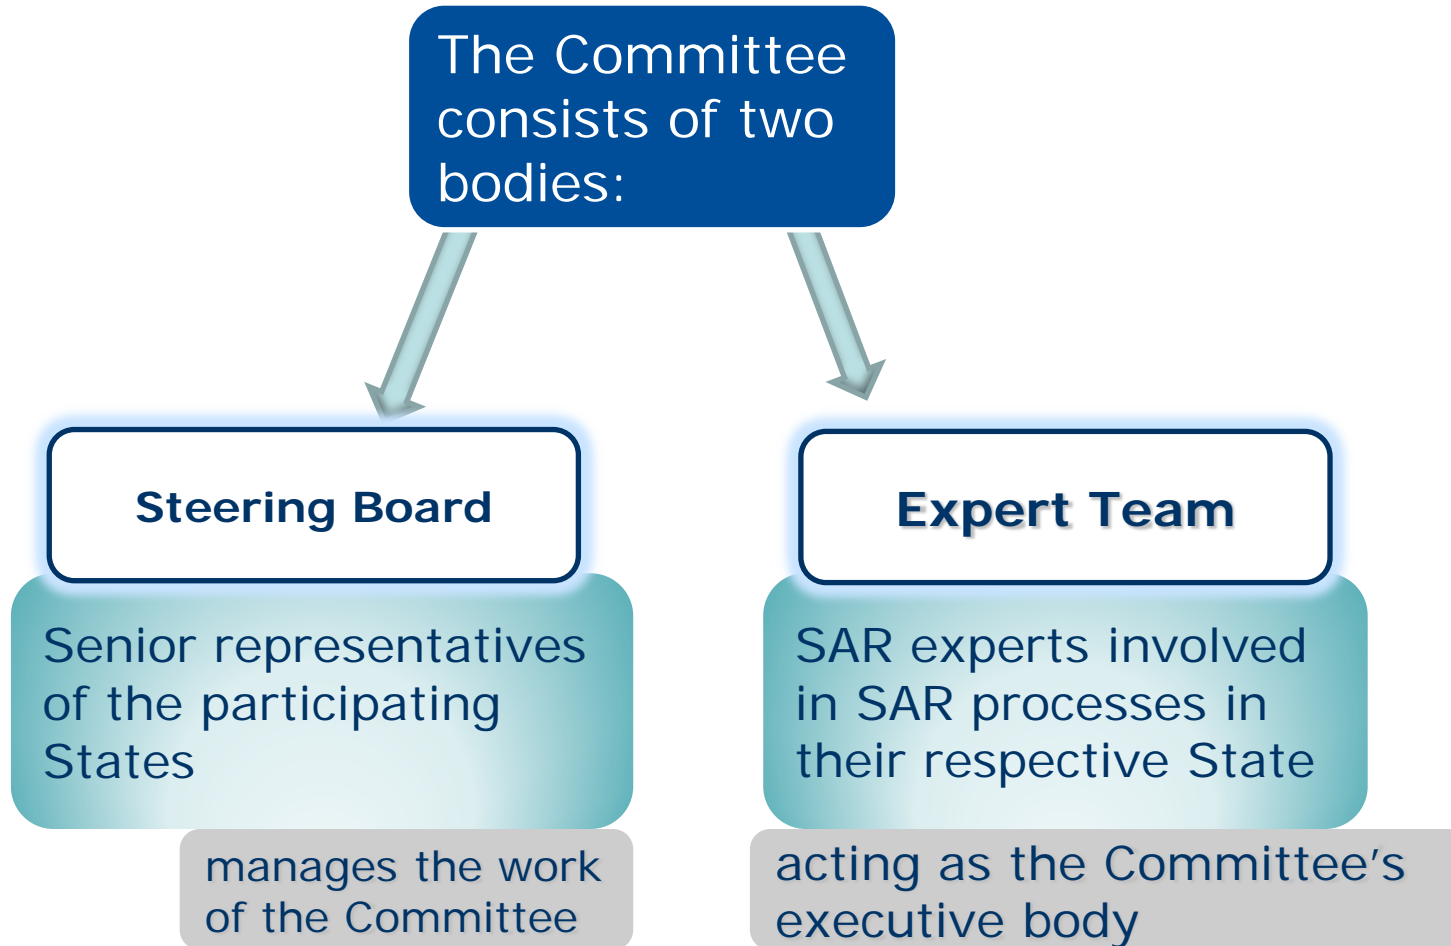 The Committee
consists of two
bodies:
Steering Board
Senior representatives
of the participating
States
manages the work
of the Committee
Expert Team
SAR experts involved
in SAR processes in
their respective State
acting as the Committee’s
executive body